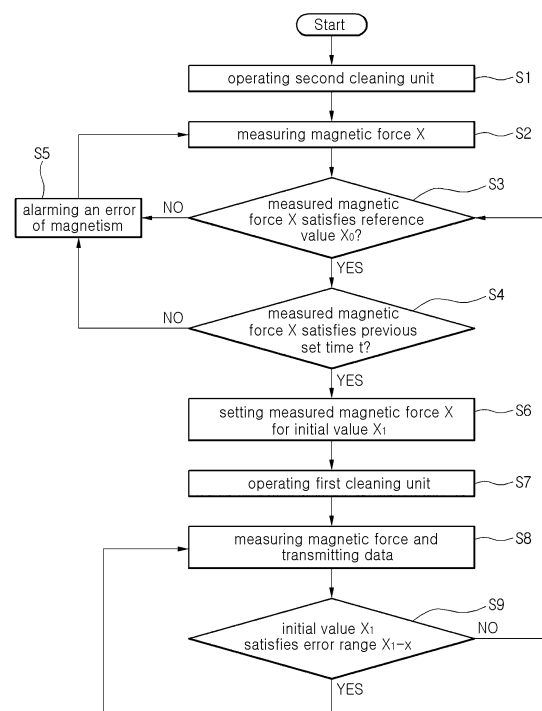 Start
operating second cleaning unit
S1
measuring magnetic force X
S2
S5
alarming an error
of magnetism
NO
measured magnetic
force X satisfies reference
value X₀?
S3
YES
NO
measured magnetic
force X satisfies previous
set time t?
S4
YES
setting measured magnetic force X
for initial value X₁
S6
operating first cleaning unit
S7
measuring magnetic force and
transmitting data
S8
initial value X₁
satisfies error range X₁-x
S9
NO
YES